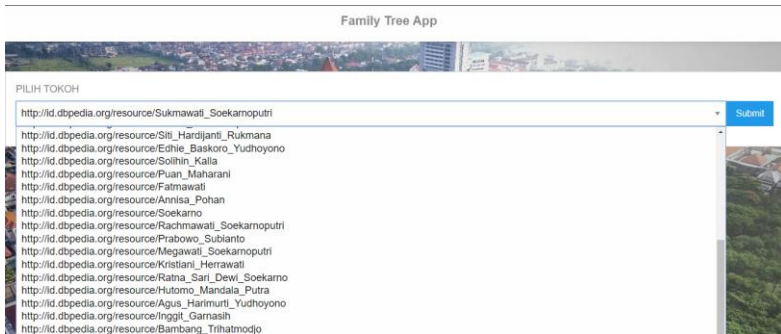 Family Tree App
PILIH TOKOH
http://id.dbpedia.org/resource/Sukmawati_Soekarnoputri
Submit
http://id.dbpedia.org/resource/Siti_Hardijanti_Rukmana
http://id.dbpedia.org/resource/Edhie_Baskoro_Yudhoyono
http://id.dbpedia.org/resource/Solihin_Kalla
http://id.dbpedia.org/resource/Puan_Maharani
http://id.dbpedia.org/resource/Fatmawati
http://id.dbpedia.org/resource/Annisa_Pohan
http://id.dbpedia.org/resource/Soekarno
http://id.dbpedia.org/resource/Rachmawati_Soekarnoputri
http://id.dbpedia.org/resource/Prabowo_Subianto
http://id.dbpedia.org/resource/Megawati_Soekarnoputri
http://id.dbpedia.org/resource/Kristiani_Herrawati
http://id.dbpedia.org/resource/Ratna_Sari_Dewi_Soekarno
http://id.dbpedia.org/resource/Hutomo_Mandala_Putra
http://id.dbpedia.org/resource/Agus_Harimurti_Yudhoyono
http://id.dbpedia.org/resource/Inggit_Garnasih
http://id.dbpedia.org/resource/Bambang_Trihatmodjo